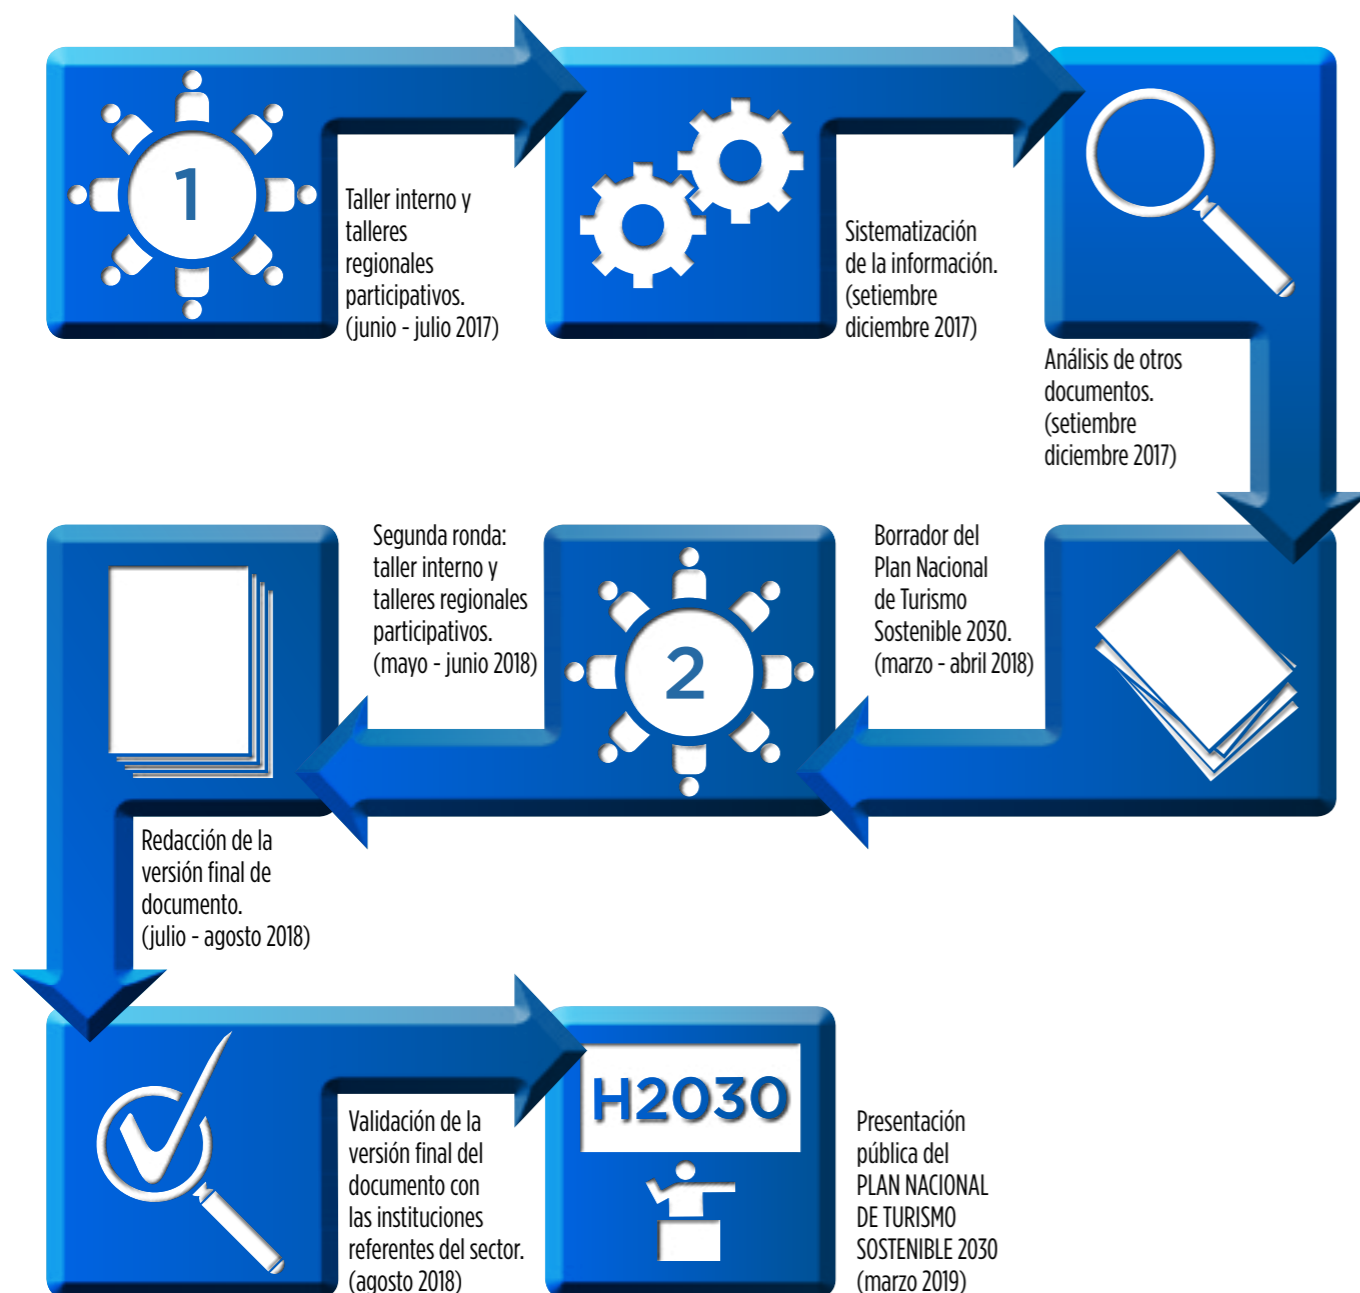 1
Taller interno y
talleres
regionales
participativos.
(junio - julio 2017)
Sistematización
de la información.
(setiembre
diciembre 2017)
Análisis de otros
documentos.
(setiembre
diciembre 2017)
Borrador del
Plan Nacional
de Turismo
Sostenible 2030.
(marzo - abril 2018)
2
Segunda ronda:
taller interno y
talleres regionales
participativos.
(mayo - junio 2018)
Redacción de la
versión final de
documento.
(julio - agosto 2018)
Validación de la
versión final del
documento con
las instituciones
referentes del sector.
(agosto 2018)
H2030
Presentación
pública del
PLAN NACIONAL
DE TURISMO
SOSTENIBLE 2030
(marzo 2019)